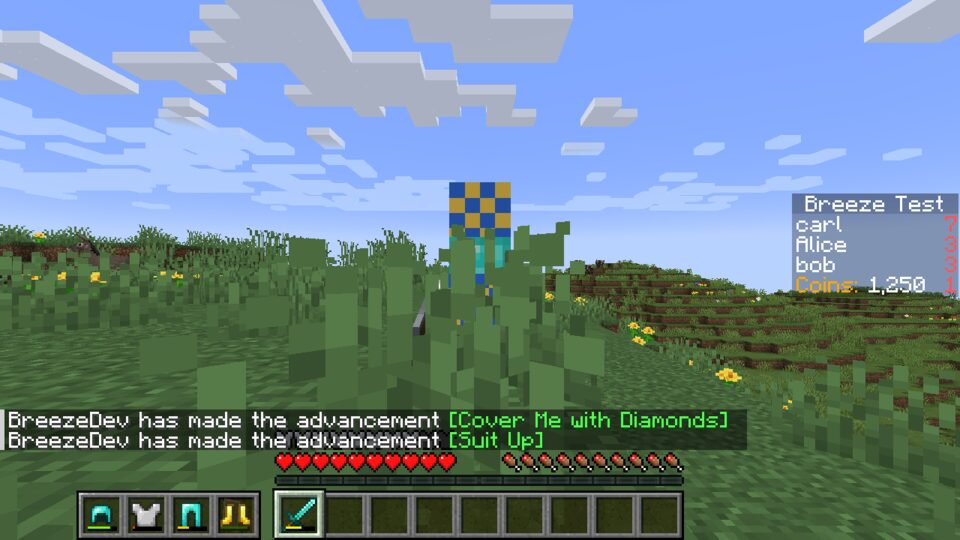 Breeze Test
carl 7
Alice 3
bob
Coins: 1,250 1
BreezeDev has made the advancement [Cover Me with Diamonds]
BreezeDev has made the advancement [Suit Up]